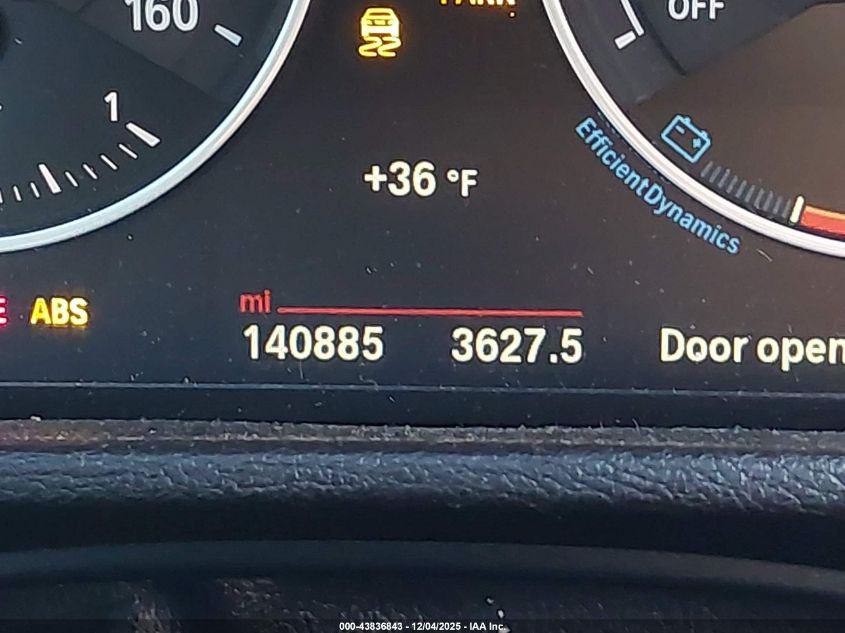 160
OFF
1
+36 °F
EfficientDynamics
ABS
mi
140885 3627.5 Door open
000-43836843 - 12/04/2025 - IAA Inc.